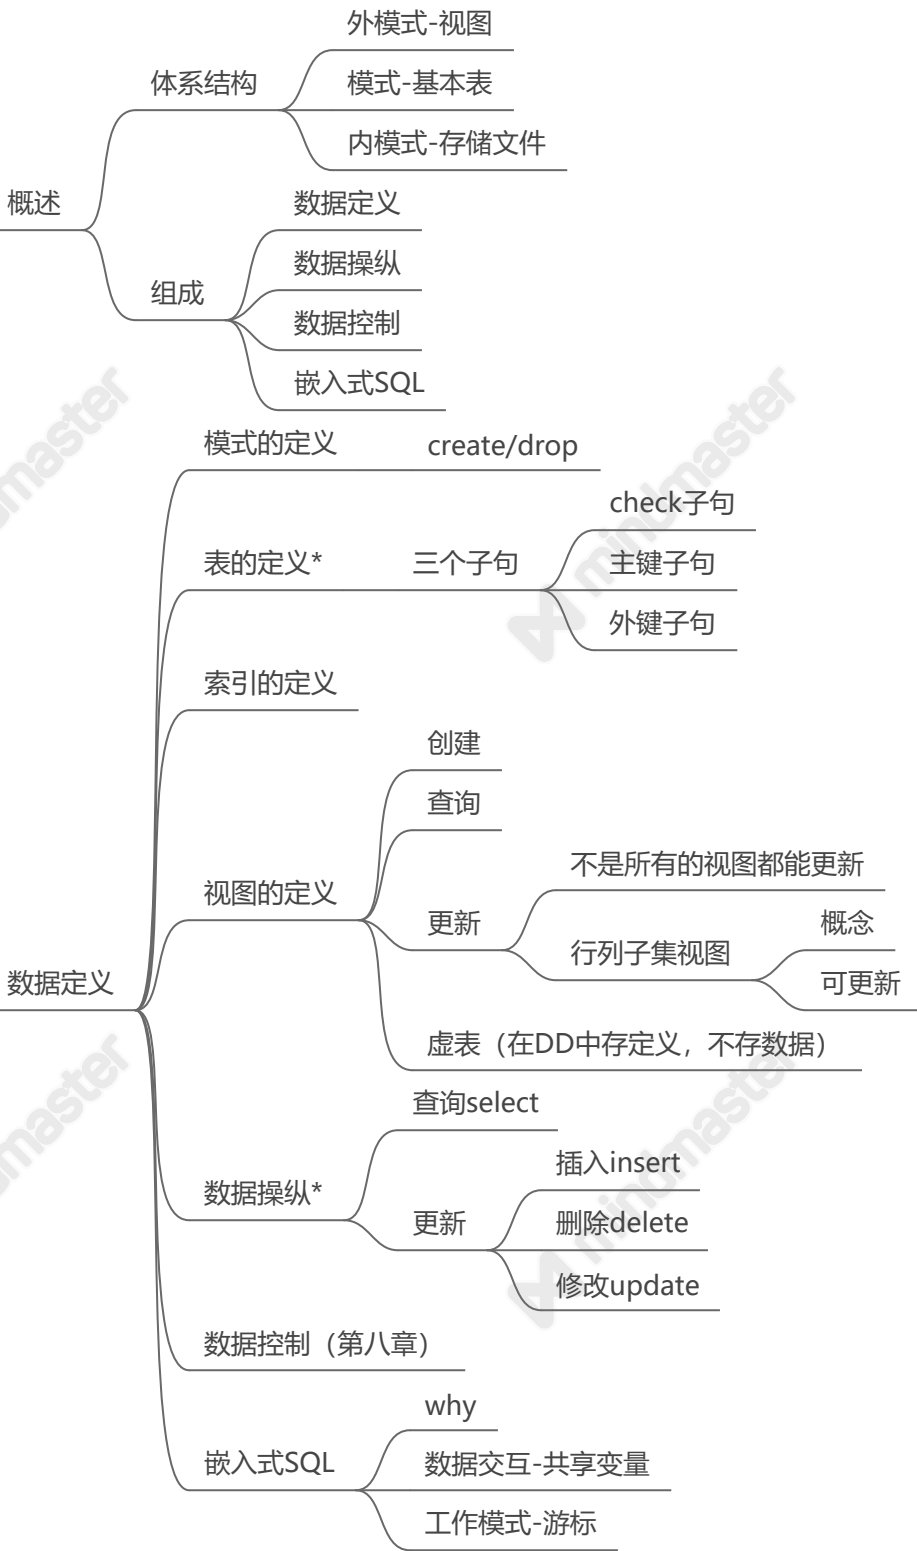 外模式-视图
体系结构
模式-基本表
内模式-存储文件
概述
数据定义
数据操纵
组成
数据控制
嵌入式SQL
模式的定义
create/drop
check子句
表的定义*
三个子句
主键子句
外键子句
索引的定义
创建
查询
不是所有的视图都能更新
视图的定义
更新
概念
行列子集视图
数据定义
可更新
虚表（在DD中存定义，不存数据）
查询select
插入insert
数据操纵*
更新
删除delete
修改update
数据控制（第八章）
why
嵌入式SQL
数据交互-共享变量
工作模式-游标
mindmaster
mindmaster